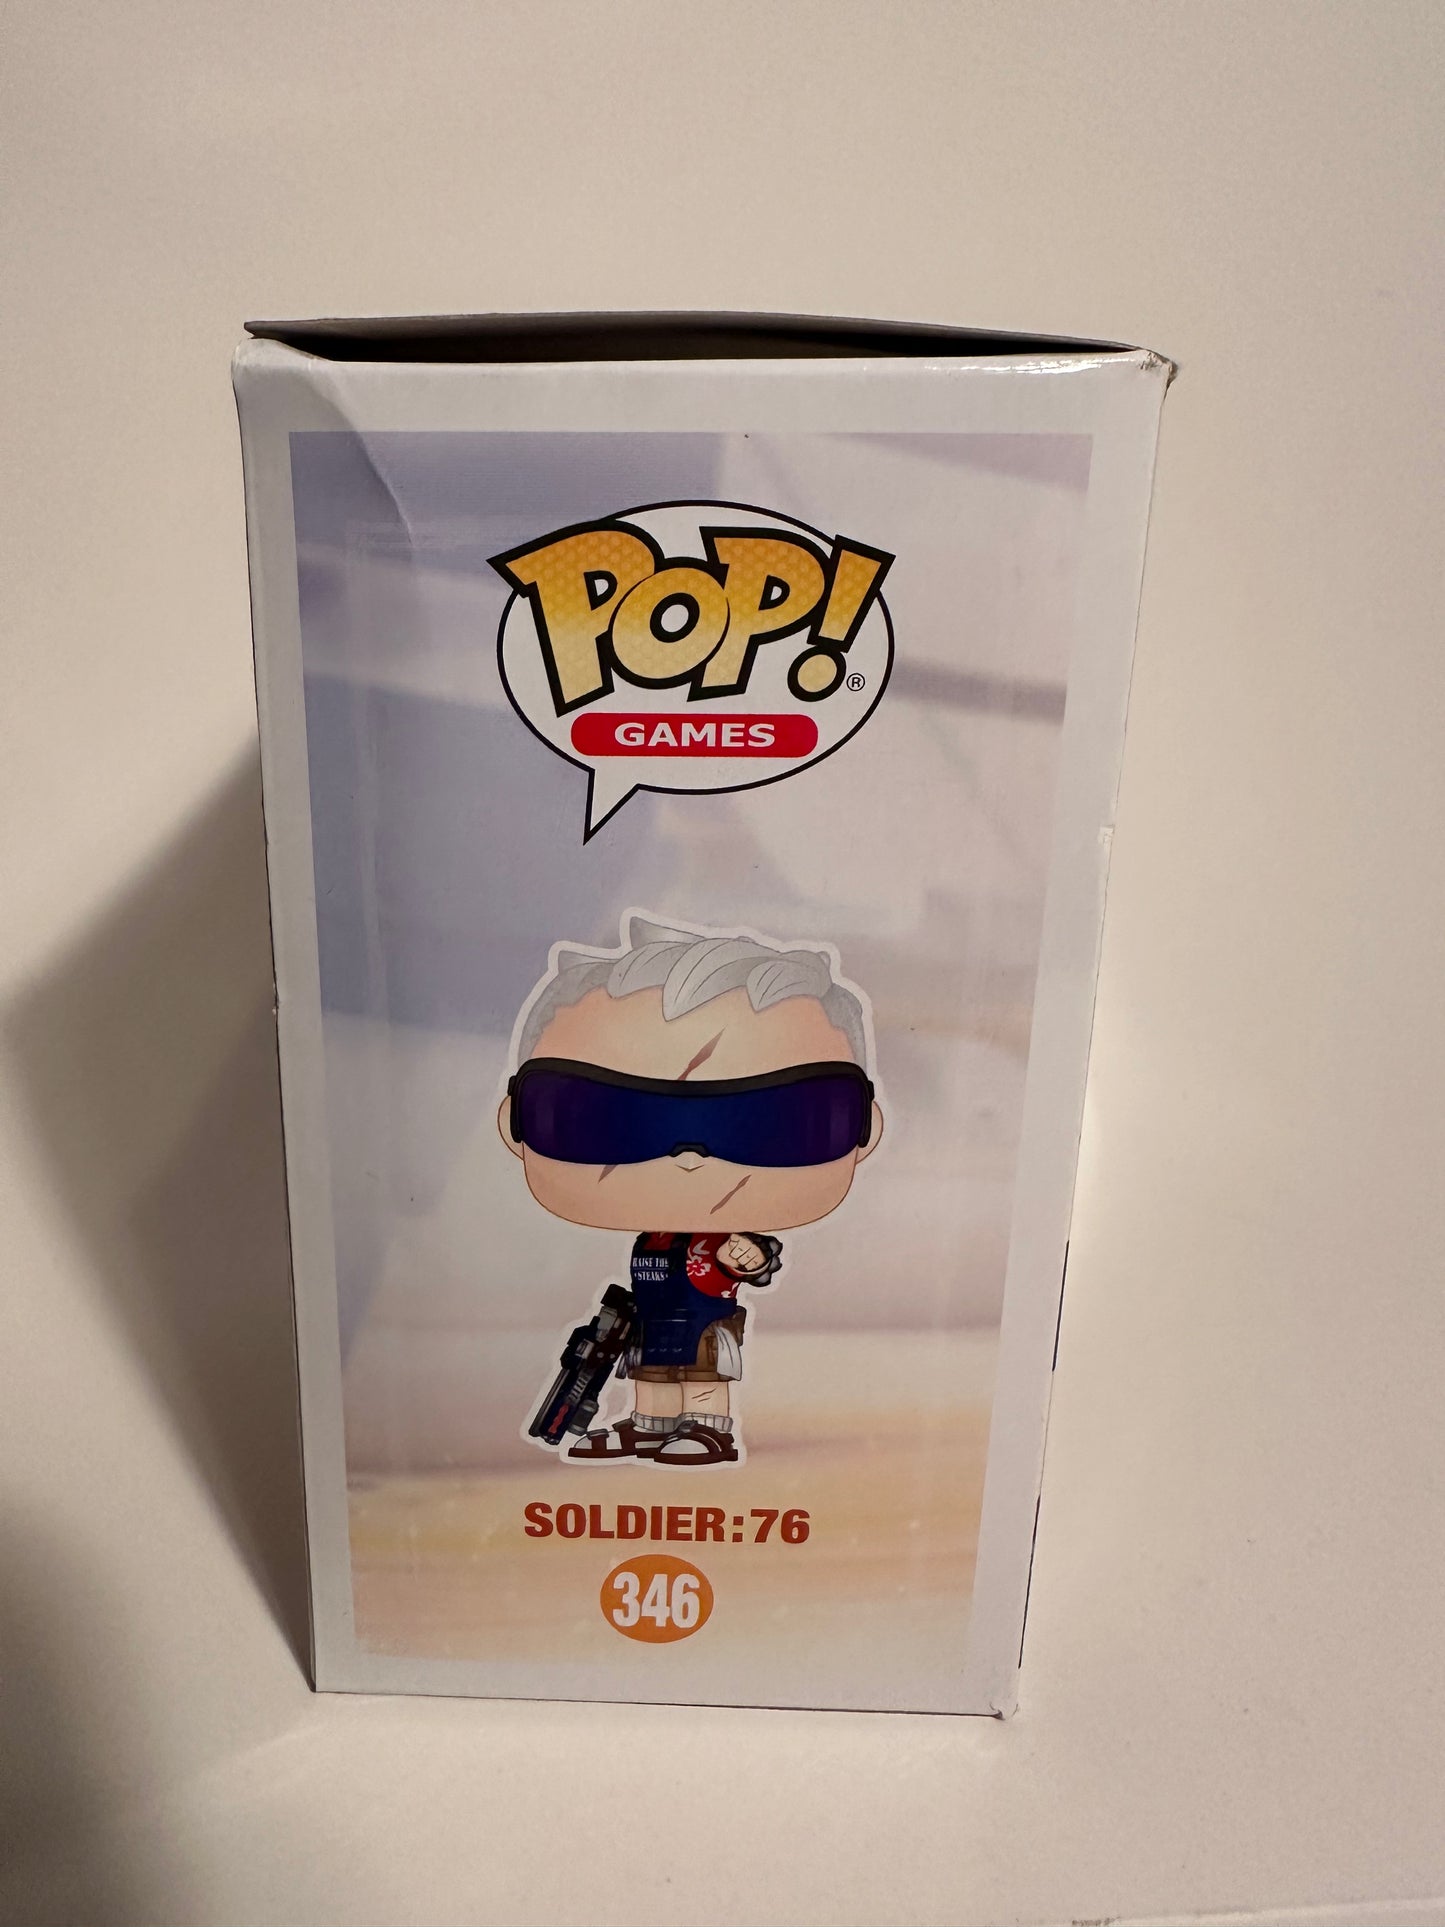 POP!
®
GAMES
RAISE THE
• STEAKS •
SOLDIER:76
346